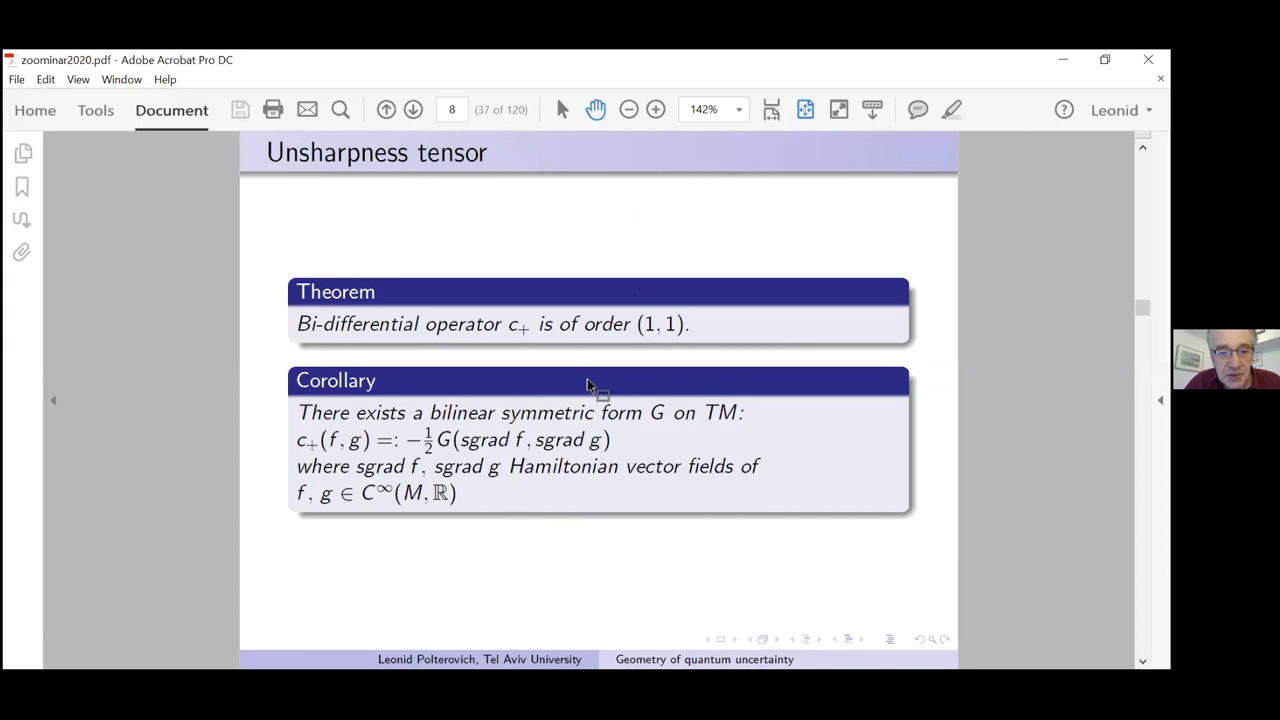 zoominar2020.pdf - Adobe Acrobat Pro DC
File Edit View Window Help
Home Tools Document 8 (37 of 120) 142% Leonid
Unsharpness tensor
Theorem
Bi-differential operator c₊ is of order (1, 1).
Corollary
There exists a bilinear symmetric form G on TM:
c₊(f, g) =: −½G(sgrad f, sgrad g)
where sgrad f, sgrad g Hamiltonian vector fields of
f, g ∈ C^∞(M, ℝ)
Leonid Polterovich, Tel Aviv University Geometry of quantum uncertainty